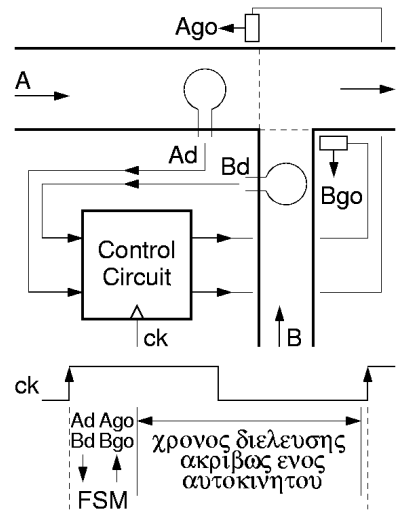 Ago
A
Ad
Bd
Bgo
Control
Circuit
ck
B
ck
Ad Ago
Bd Bgo
FSM
χρονος διελευσης
ακριβως ενος
αυτοκινητου